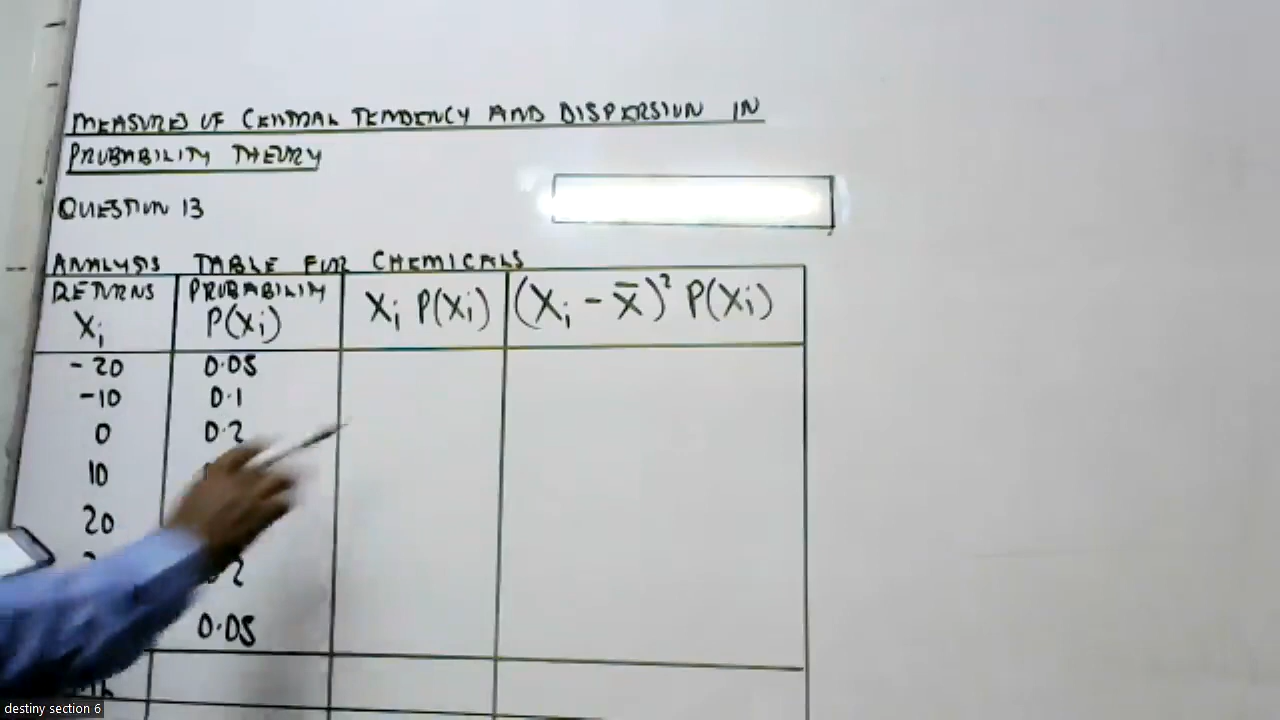 MEASURES OF CENTRAL TENDENCY AND DISPERSION IN
PROBABILITY THEORY
QUESTION 13
ANALYSIS TABLE FOR CHEMICALS
RETURNS Xi PROBABILITY P(Xi) Xi P(Xi) (Xi - x̄)² P(Xi)
-20 0.05
-10 0.1
0 0.2
10
20
0.05
destiny section 6